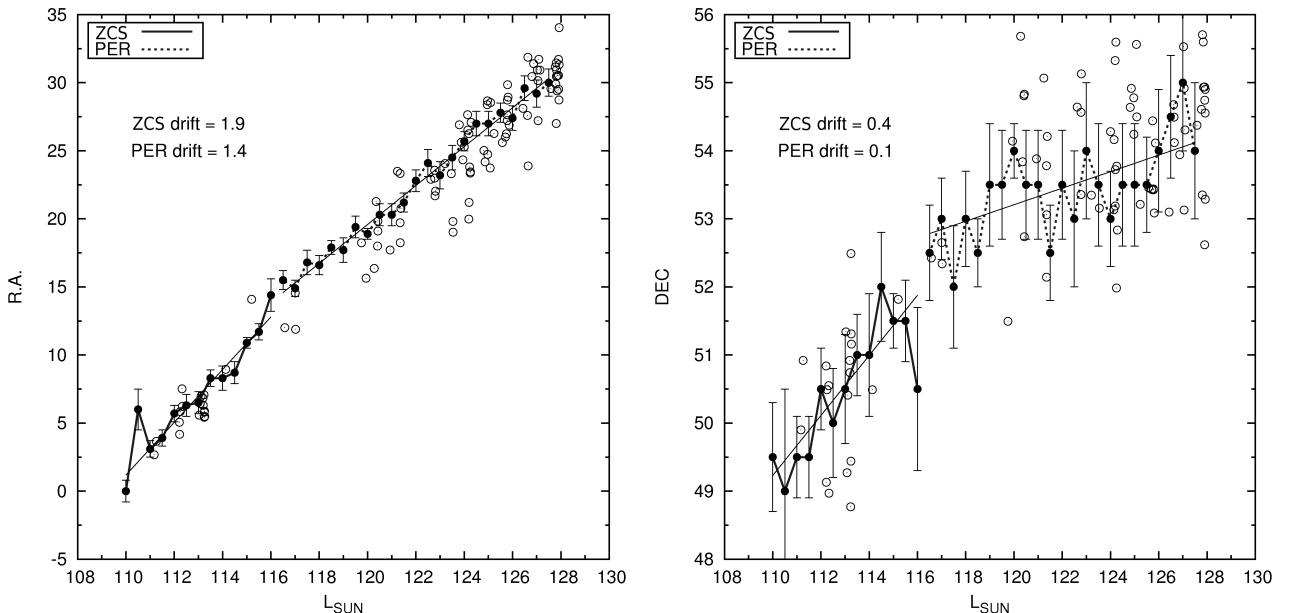 35
30
25
20
15
10
5
0
-5
R.A.
ZCS
PER
ZCS drift = 1.9
PER drift = 1.4
108 110 112 114 116 118 120 122 124 126 128 130
L_SUN
56
55
54
53
52
51
50
49
48
DEC
ZCS
PER
ZCS drift = 0.4
PER drift = 0.1
108 110 112 114 116 118 120 122 124 126 128 130
L_SUN